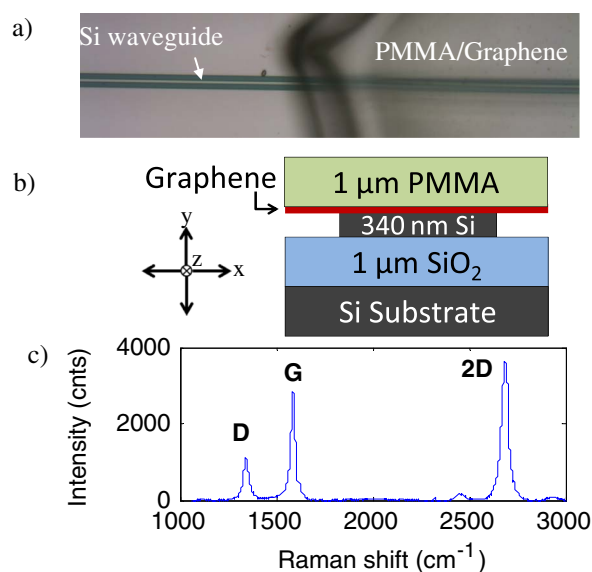 a)
Si waveguide
PMMA/Graphene
b)
Graphene
1 µm PMMA
340 nm Si
1 µm SiO₂
Si Substrate
y
z
x
c)
Intensity (cnts)
4000
2000
0
D
G
2D
1000 1500 2000 2500 3000
Raman shift (cm⁻¹)